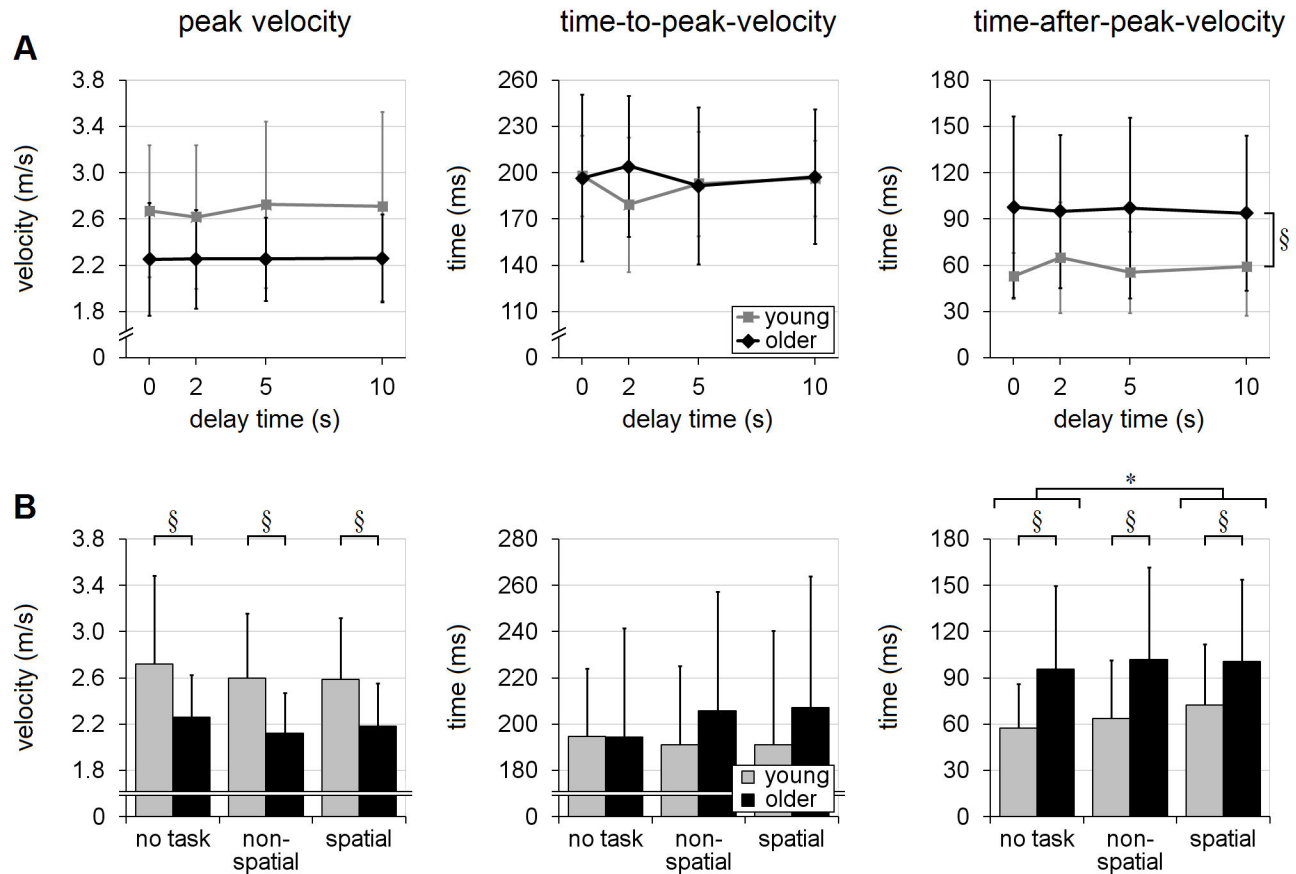 peak velocity
time-to-peak-velocity
time-after-peak-velocity
A
velocity (m/s)
3.8
3.4
3.0
2.6
2.2
1.8
0
0 2 5 10
delay time (s)
time (ms)
260
230
200
170
140
110
0
young
older
0 2 5 10
delay time (s)
time (ms)
180
150
120
90
60
30
0
§
0 2 5 10
delay time (s)
B
velocity (m/s)
3.8
3.4
3.0
2.6
2.2
1.8
0
§ § §
no task non-spatial spatial
time (ms)
280
260
240
220
200
180
0
young
older
no task non-spatial spatial
time (ms)
180
150
120
90
60
30
0
*
§ § §
no task non-spatial spatial